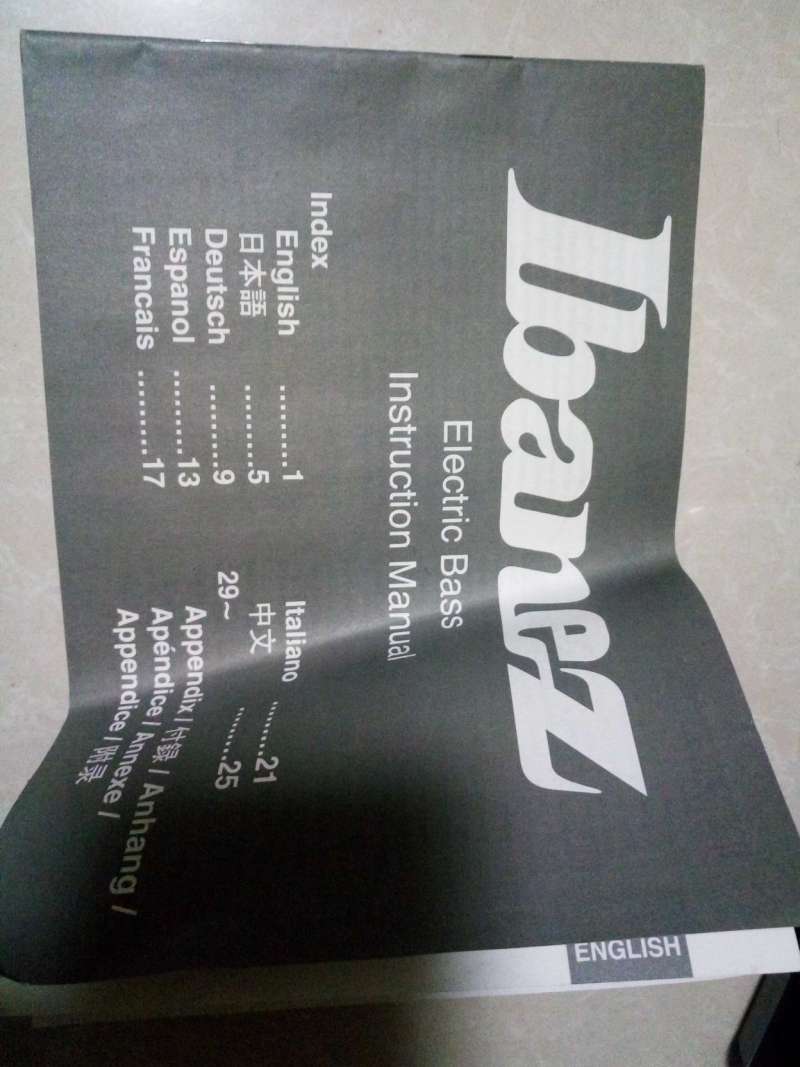 Ibanez
Electric Bass
Instruction Manual
Index
English .........1
日本語 .........5
Deutsch .........9
Espanol .........13
Francais .........17
Italiano .........21
中文 .........25
29~
Appendix / 付録 / Anhang /
Apéndice / Annexe /
Appendice / 附录
ENGLISH